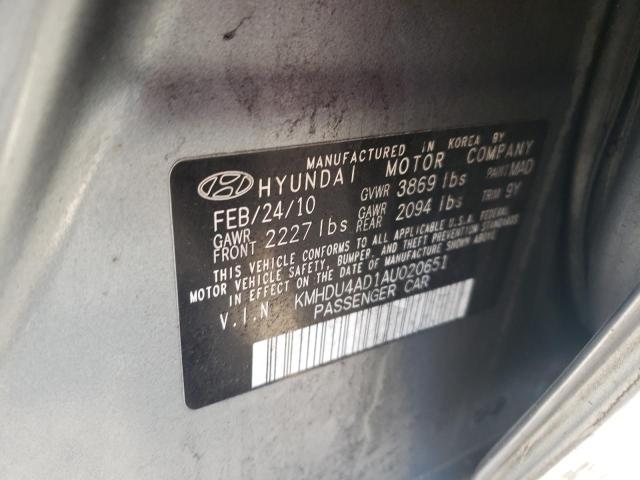 MANUFACTURED IN KOREA BY
HYUNDAI MOTOR COMPANY
FEB/24/10 GVWR 3869 lbs PAINT MAD
GAWR FRONT 2227 lbs GAWR REAR 2094 lbs TRIM 9Y
THIS VEHICLE CONFORMS TO ALL APPLICABLE U.S.A. FEDERAL
MOTOR VEHICLE SAFETY, BUMPER, AND THEFT PREVENTION STANDARDS
IN EFFECT ON THE DATE OF MANUFACTURE SHOWN ABOVE.
V.I.N KMHDU4AD1AU020651
PASSENGER CAR